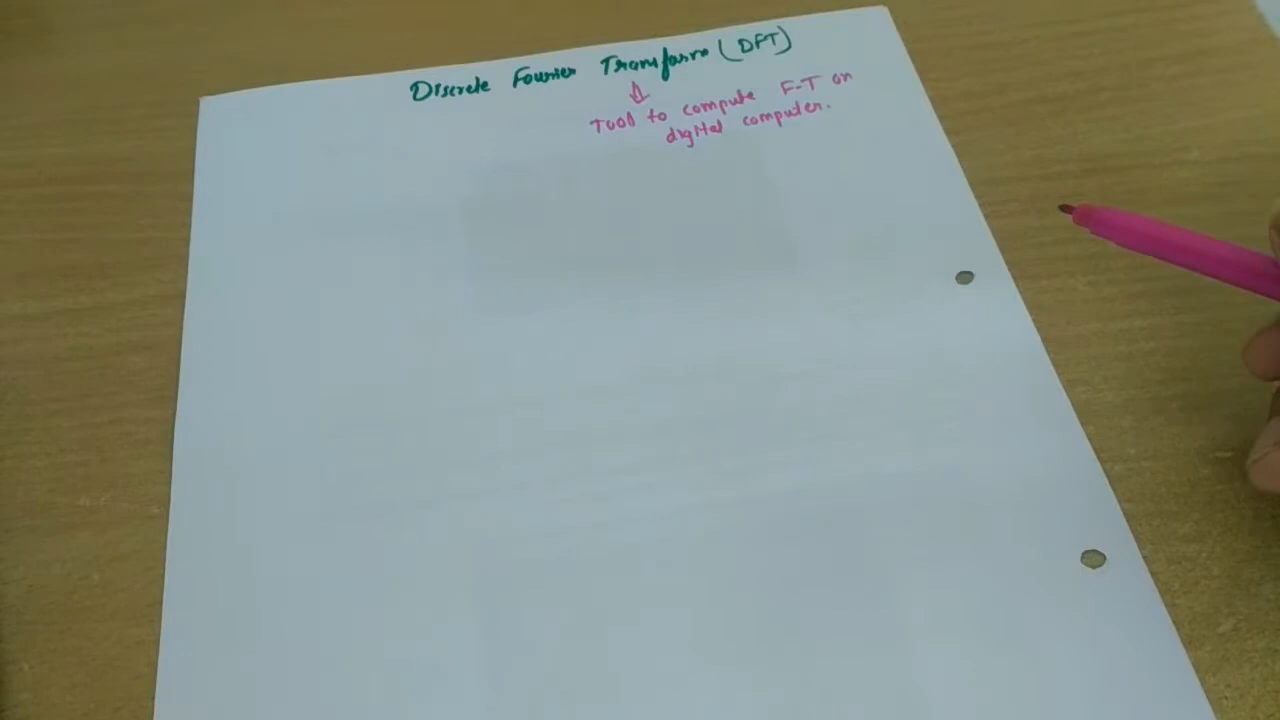 Discrete Fourier Transform (DFT)
Tool to compute F-T on
digital computer.